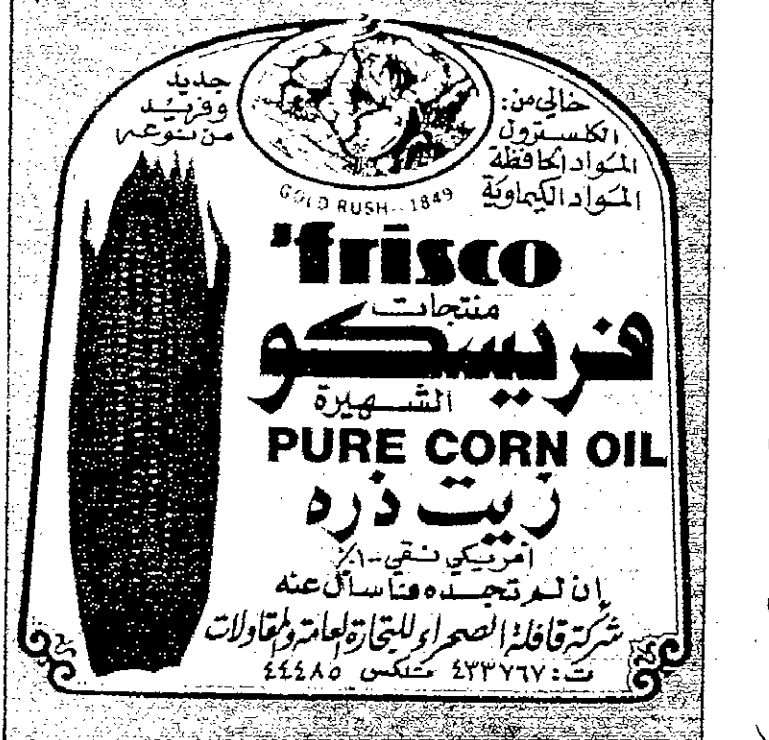 جديد
وفريد
من نوعه
خالي من:
الكلسترول
المواد الحافظة
المواد الكيماوية
GOLD RUSH.. 1849
'frisco
منتجات
فريسكو
الشهيرة
PURE CORN OIL
زيت ذره
أمريكي نقي ١٠٠٪
إن لم تجده هنا سأل عنه
شركة قافلة الصحراء للتجارة العامة والمقاولات
ت: ٤٣٣٧٦٧ تلكس ٤٤٤٨٥